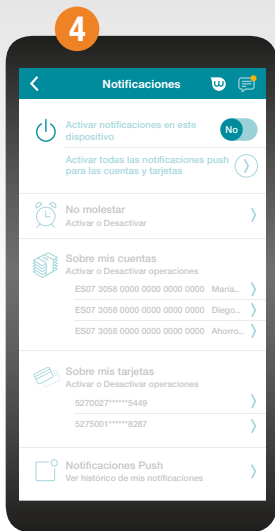 4
Notificaciones
Activar notificaciones en este
dispositivo
No
Activar todas las notificaciones push
para las cuentas y tarjetas
No molestar
Activar o Desactivar
Sobre mis cuentas
Activar o Desactivar operaciones
ES07 3058 0000 0000 0000 0000 María..
ES07 3058 0000 0000 0000 0000 Diego..
ES07 3058 0000 0000 0000 0000 Ahorro..
Sobre mis tarjetas
Activar o Desactivar operaciones
5270027******5449
5275001******8287
Notificaciones Push
Ver histórico de mis notificaciones